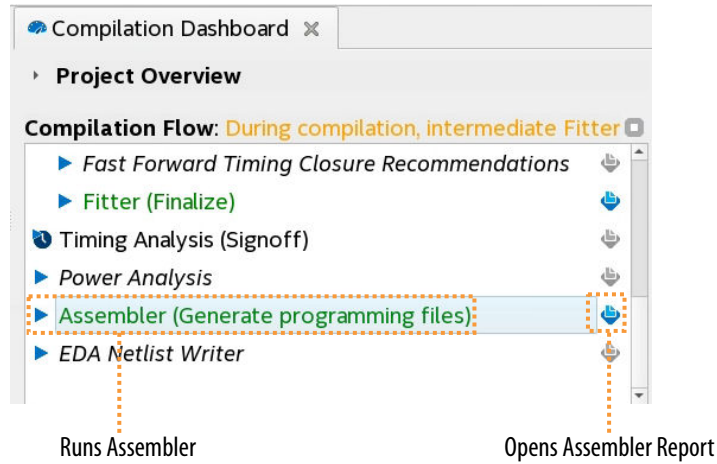 Compilation Dashboard
Project Overview
Compilation Flow: During compilation, intermediate Fitter
Fast Forward Timing Closure Recommendations
Fitter (Finalize)
Timing Analysis (Signoff)
Power Analysis
Assembler (Generate programming files)
EDA Netlist Writer
Runs Assembler Opens Assembler Report